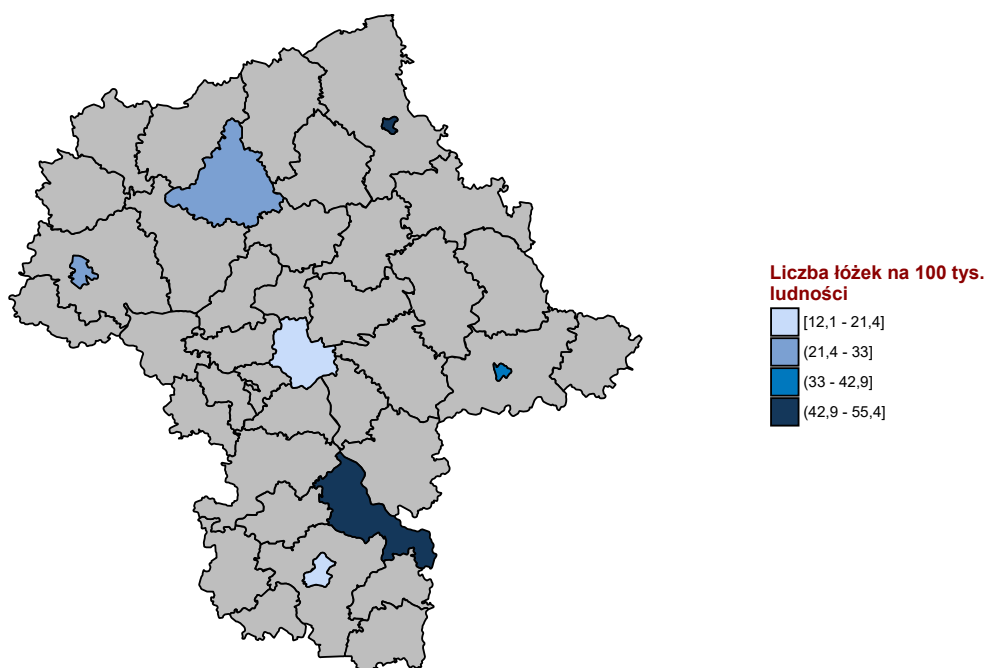 Liczba łóżek na 100 tys.
ludności
[12,1 - 21,4]
(21,4 - 33]
(33 - 42,9]
(42,9 - 55,4]